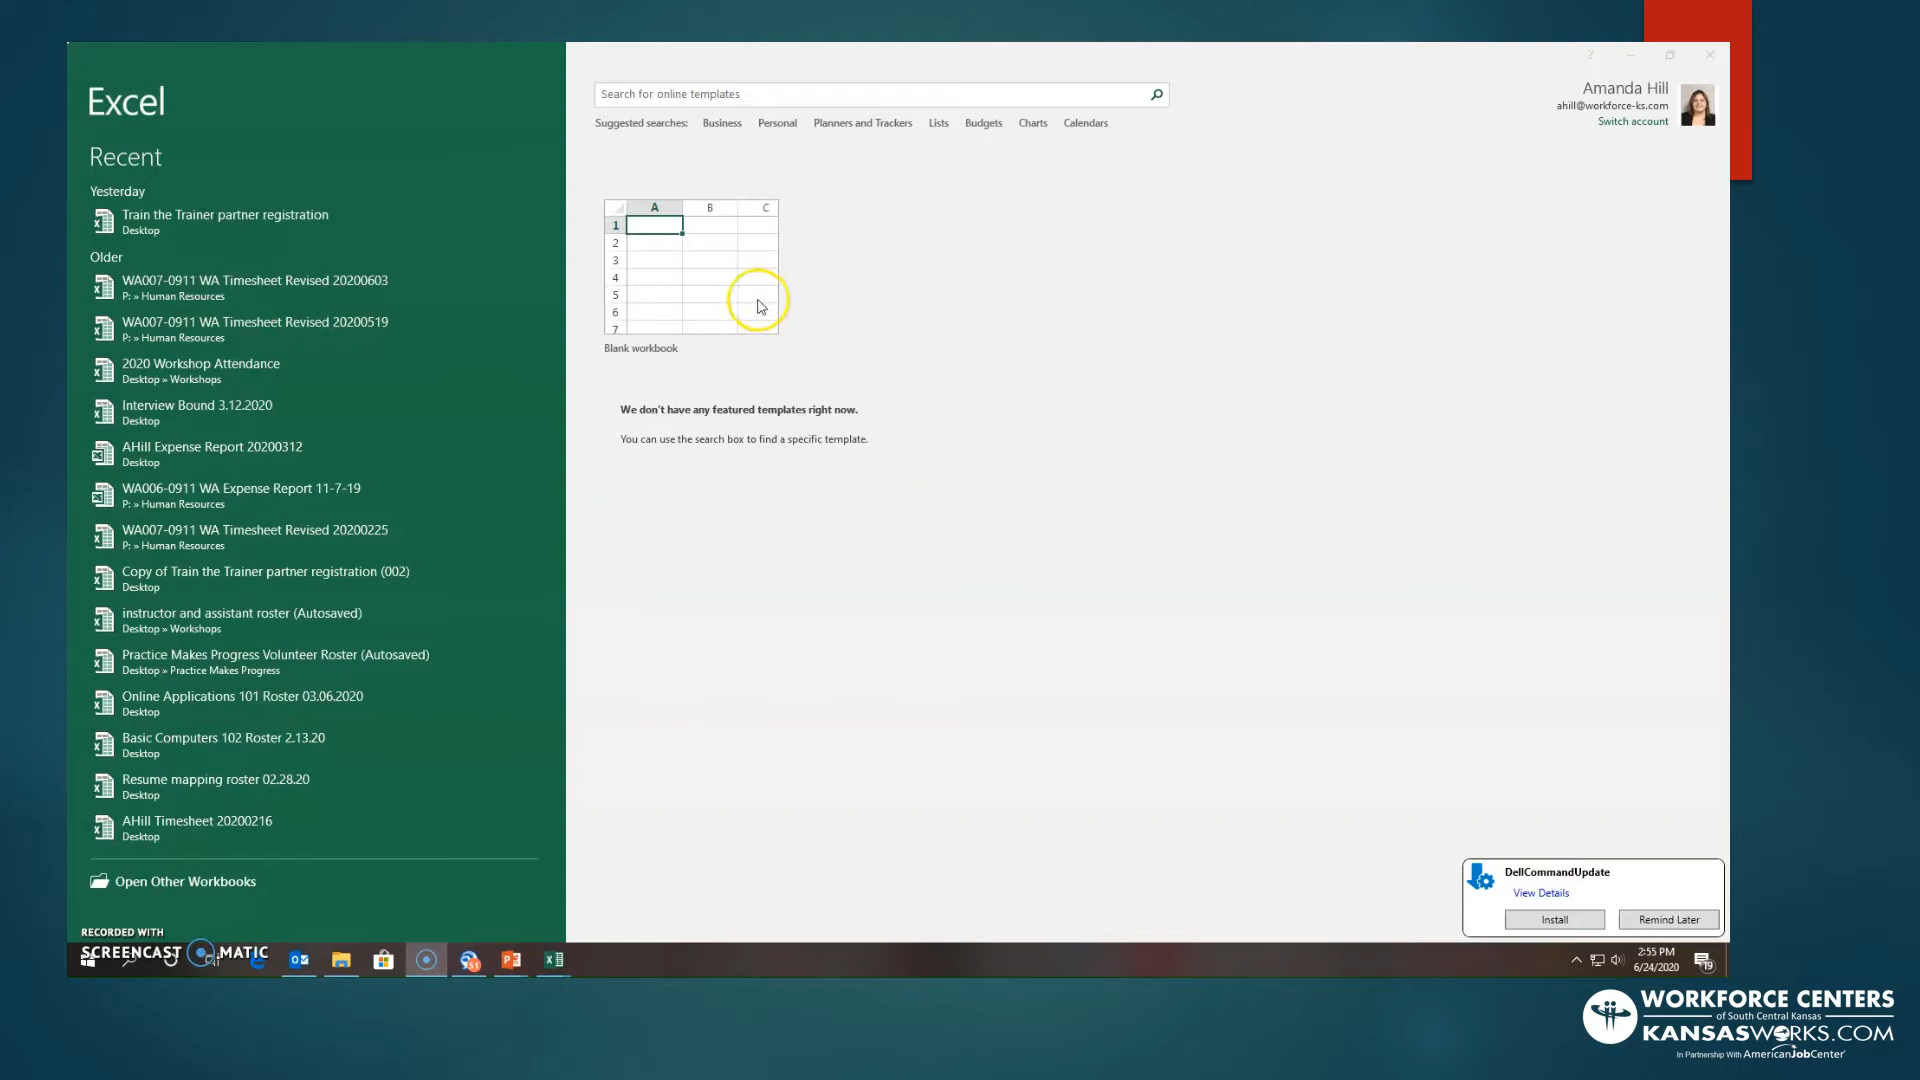 Excel
Recent
Yesterday
Train the Trainer partner registration
Desktop
Older
WA007-0911 WA Timesheet Revised 20200603
P: » Human Resources
WA007-0911 WA Timesheet Revised 20200519
P: » Human Resources
2020 Workshop Attendance
Desktop » Workshops
Interview Bound 3.12.2020
Desktop
AHill Expense Report 20200312
Desktop
WA006-0911 WA Expense Report 11-7-19
P: » Human Resources
WA007-0911 WA Timesheet Revised 20200225
P: » Human Resources
Copy of Train the Trainer partner registration (002)
Desktop
instructor and assistant roster (Autosaved)
Desktop » Workshops
Practice Makes Progress Volunteer Roster (Autosaved)
Desktop » Practice Makes Progress
Online Applications 101 Roster 03.06.2020
Desktop
Basic Computers 102 Roster 2.13.20
Desktop
Resume mapping roster 02.28.20
Desktop
AHill Timesheet 20200216
Desktop
Open Other Workbooks
Search for online templates
Suggested searches: Business Personal Planners and Trackers Lists Budgets Charts Calendars
Amanda Hill
ahill@workforce-ks.com
Switch account
A B C
1
2
3
4
5
6
7
Blank workbook
We don't have any featured templates right now.
You can use the search box to find a specific template.
DellCommandUpdate
View Details
Install Remind Later
RECORDED WITH
SCREENCAST MATIC
2:55 PM
6/24/2020
19
WORKFORCE CENTERS
of South Central Kansas
KANSASWORKS.COM
In Partnership With AmericanJobCenter